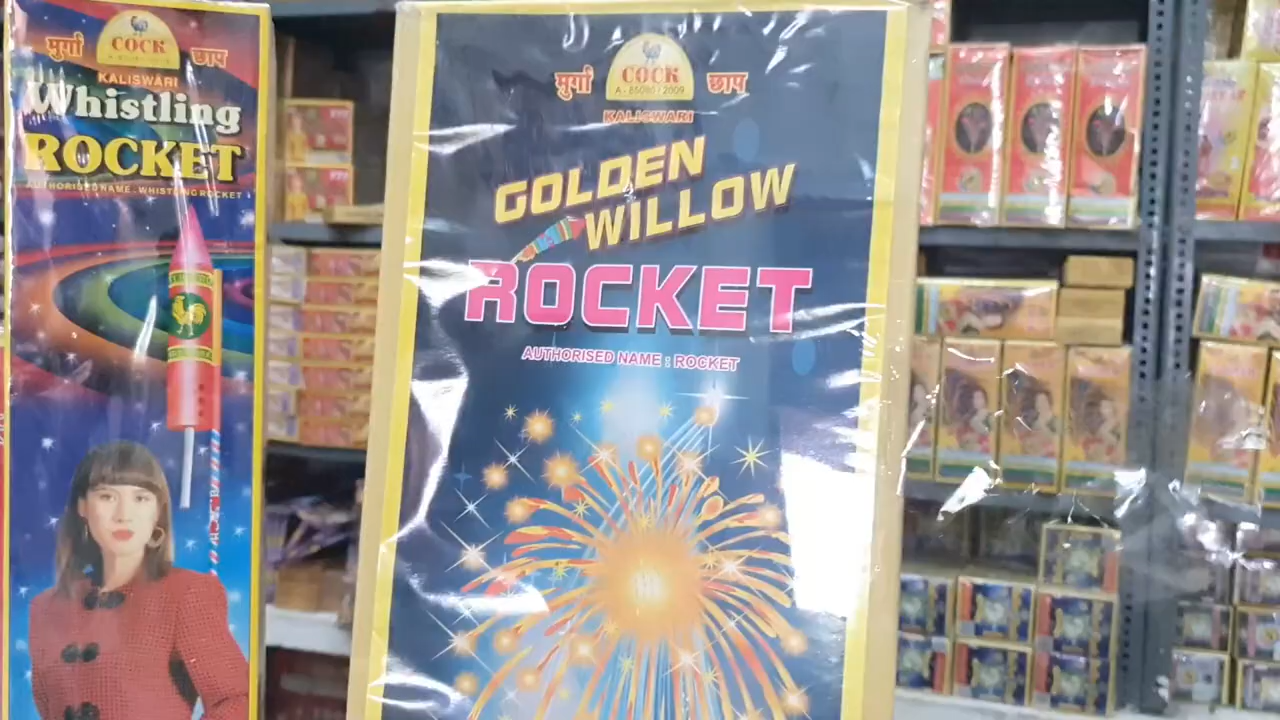 COCK
मुर्गा छाप
KALISWARI
Whistling
ROCKET
AUTHORISED NAME : WHISTLING ROCKET
COCK
A - 85080 / 2009
मुर्गा छाप
KALISWARI
GOLDEN
WILLOW
ROCKET
AUTHORISED NAME : ROCKET